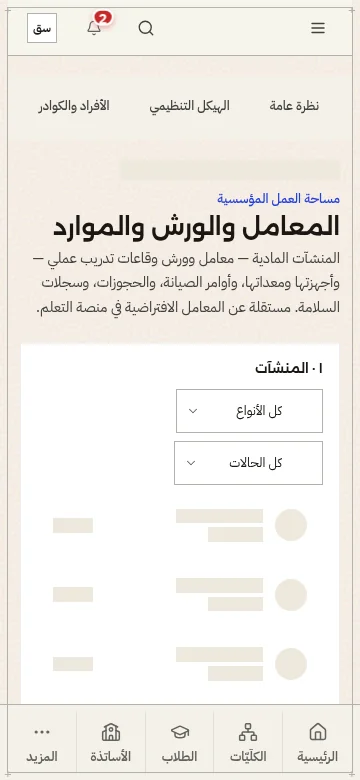 سق
2
نظرة عامة
الهيكل التنظيمي
الأفراد والكوادر
مساحة العمل المؤسسية
المعامل والورش والموارد
المنشآت المادية — معامل وورش وقاعات تدريب عملي —
وأجهزتها ومعداتها، وأوامر الصيانة، والحجوزات، وسجلات
السلامة. مستقلة عن المعامل الافتراضية في منصة التعلم.
٠١ · المنشآت
كل الأنواع
كل الحالات
الرئيسية
الكليّات
الطلاب
الأساتذة
المزيد